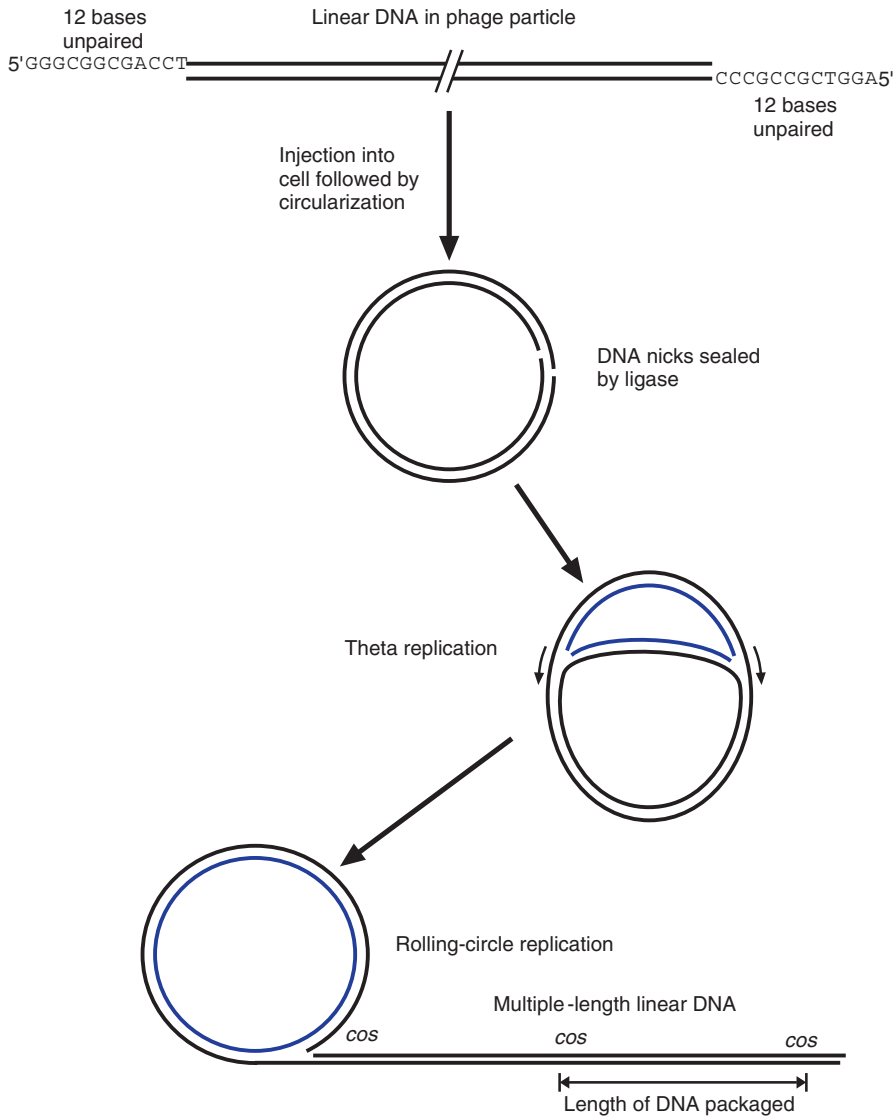 12 bases
unpaired
Linear DNA in phage particle
5'GGGCGGCGACCT
CCCGCCGCTGGA5'
12 bases
unpaired
Injection into
cell followed by
circularization
DNA nicks sealed
by ligase
Theta replication
Rolling-circle replication
Multiple-length linear DNA
cos
cos
cos
Length of DNA packaged